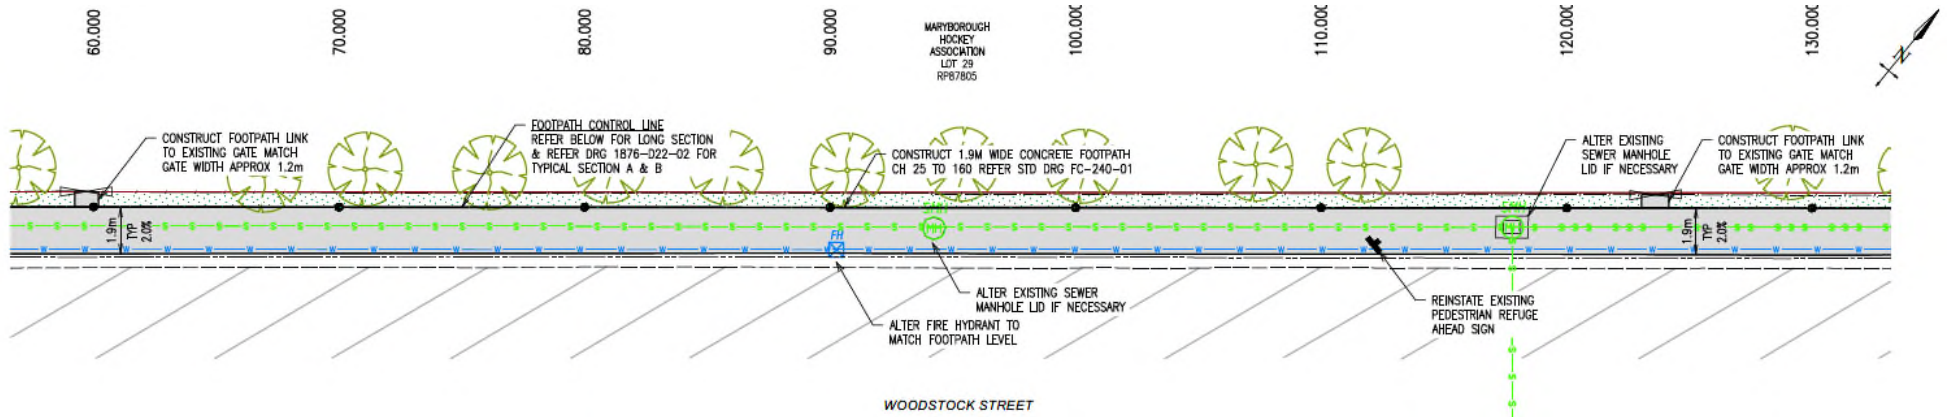 60.000
70.000
80.000
90.000
100.000
110.000
120.000
130.000
N
MARYBOROUGH
HOCKEY
ASSOCIATION
LOT 29
RP87805
CONSTRUCT FOOTPATH LINK
TO EXISTING GATE MATCH
GATE WIDTH APPROX 1.2m
FOOTPATH CONTROL LINE
REFER BELOW FOR LONG SECTION
& REFER DRG 1876-022-02 FOR
TYPICAL SECTION A & B
CONSTRUCT 1.9M WIDE CONCRETE FOOTPATH
CH 25 TO 160 REFER STD DRG FC-240-01
ALTER EXISTING
SEWER MANHOLE
LID IF NECESSARY
CONSTRUCT FOOTPATH LINK
TO EXISTING GATE MATCH
GATE WIDTH APPROX 1.2m
1.9m
TYP
2.0%
FH
SMH
MH
1.9m
TYP
2.0%
ALTER EXISTING SEWER
MANHOLE LID IF NECESSARY
ALTER FIRE HYDRANT TO
MATCH FOOTPATH LEVEL
REINSTATE EXISTING
PEDESTRIAN REFUGE
AHEAD SIGN
WOODSTOCK STREET